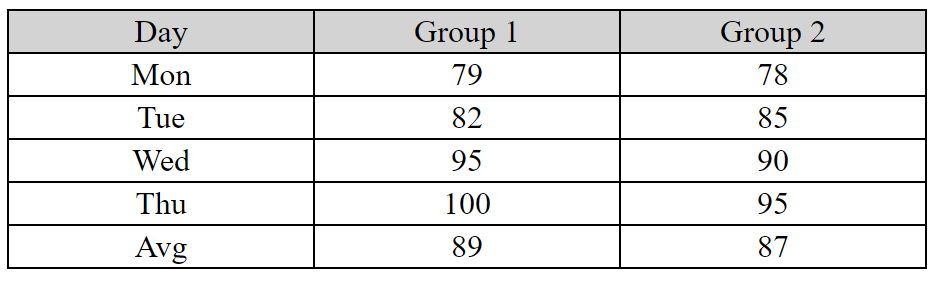 Day Group 1 Group 2
Mon 79 78
Tue 82 85
Wed 95 90
Thu 100 95
Avg 89 87